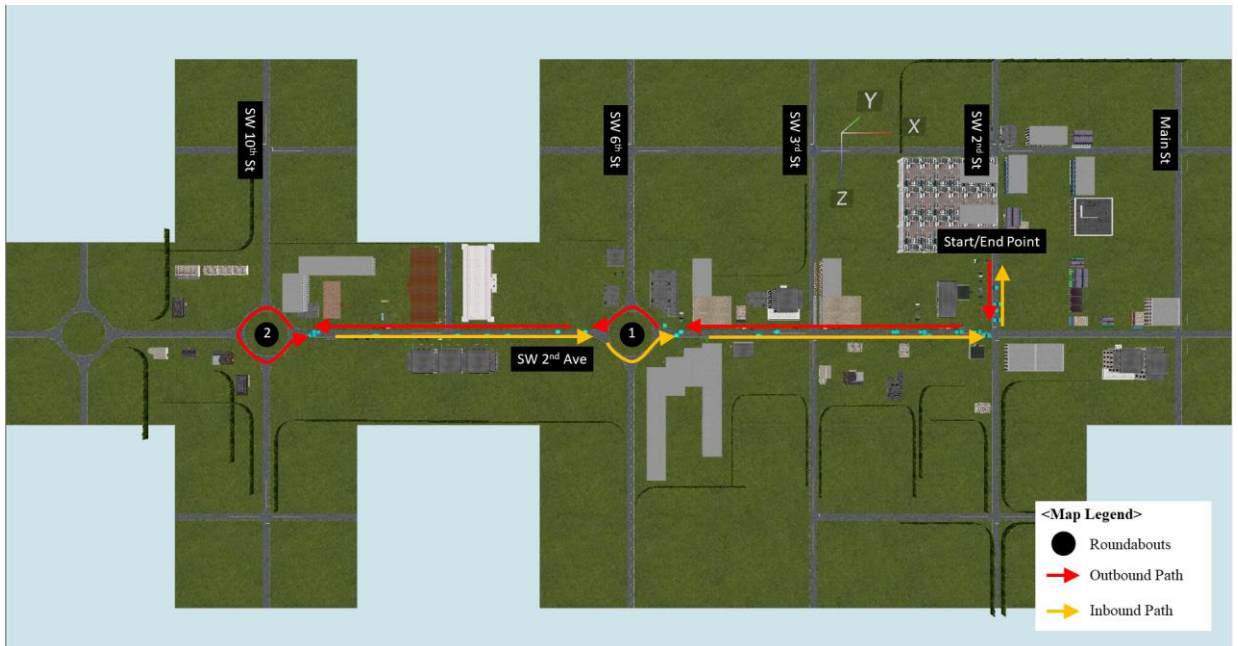 SW 10th St
SW 6th St
SW 3rd St
SW 2nd St
Main St
Y
X
Z
Start/End Point
2
1
SW 2nd Ave
<Map Legend>
Roundabouts
Outbound Path
Inbound Path